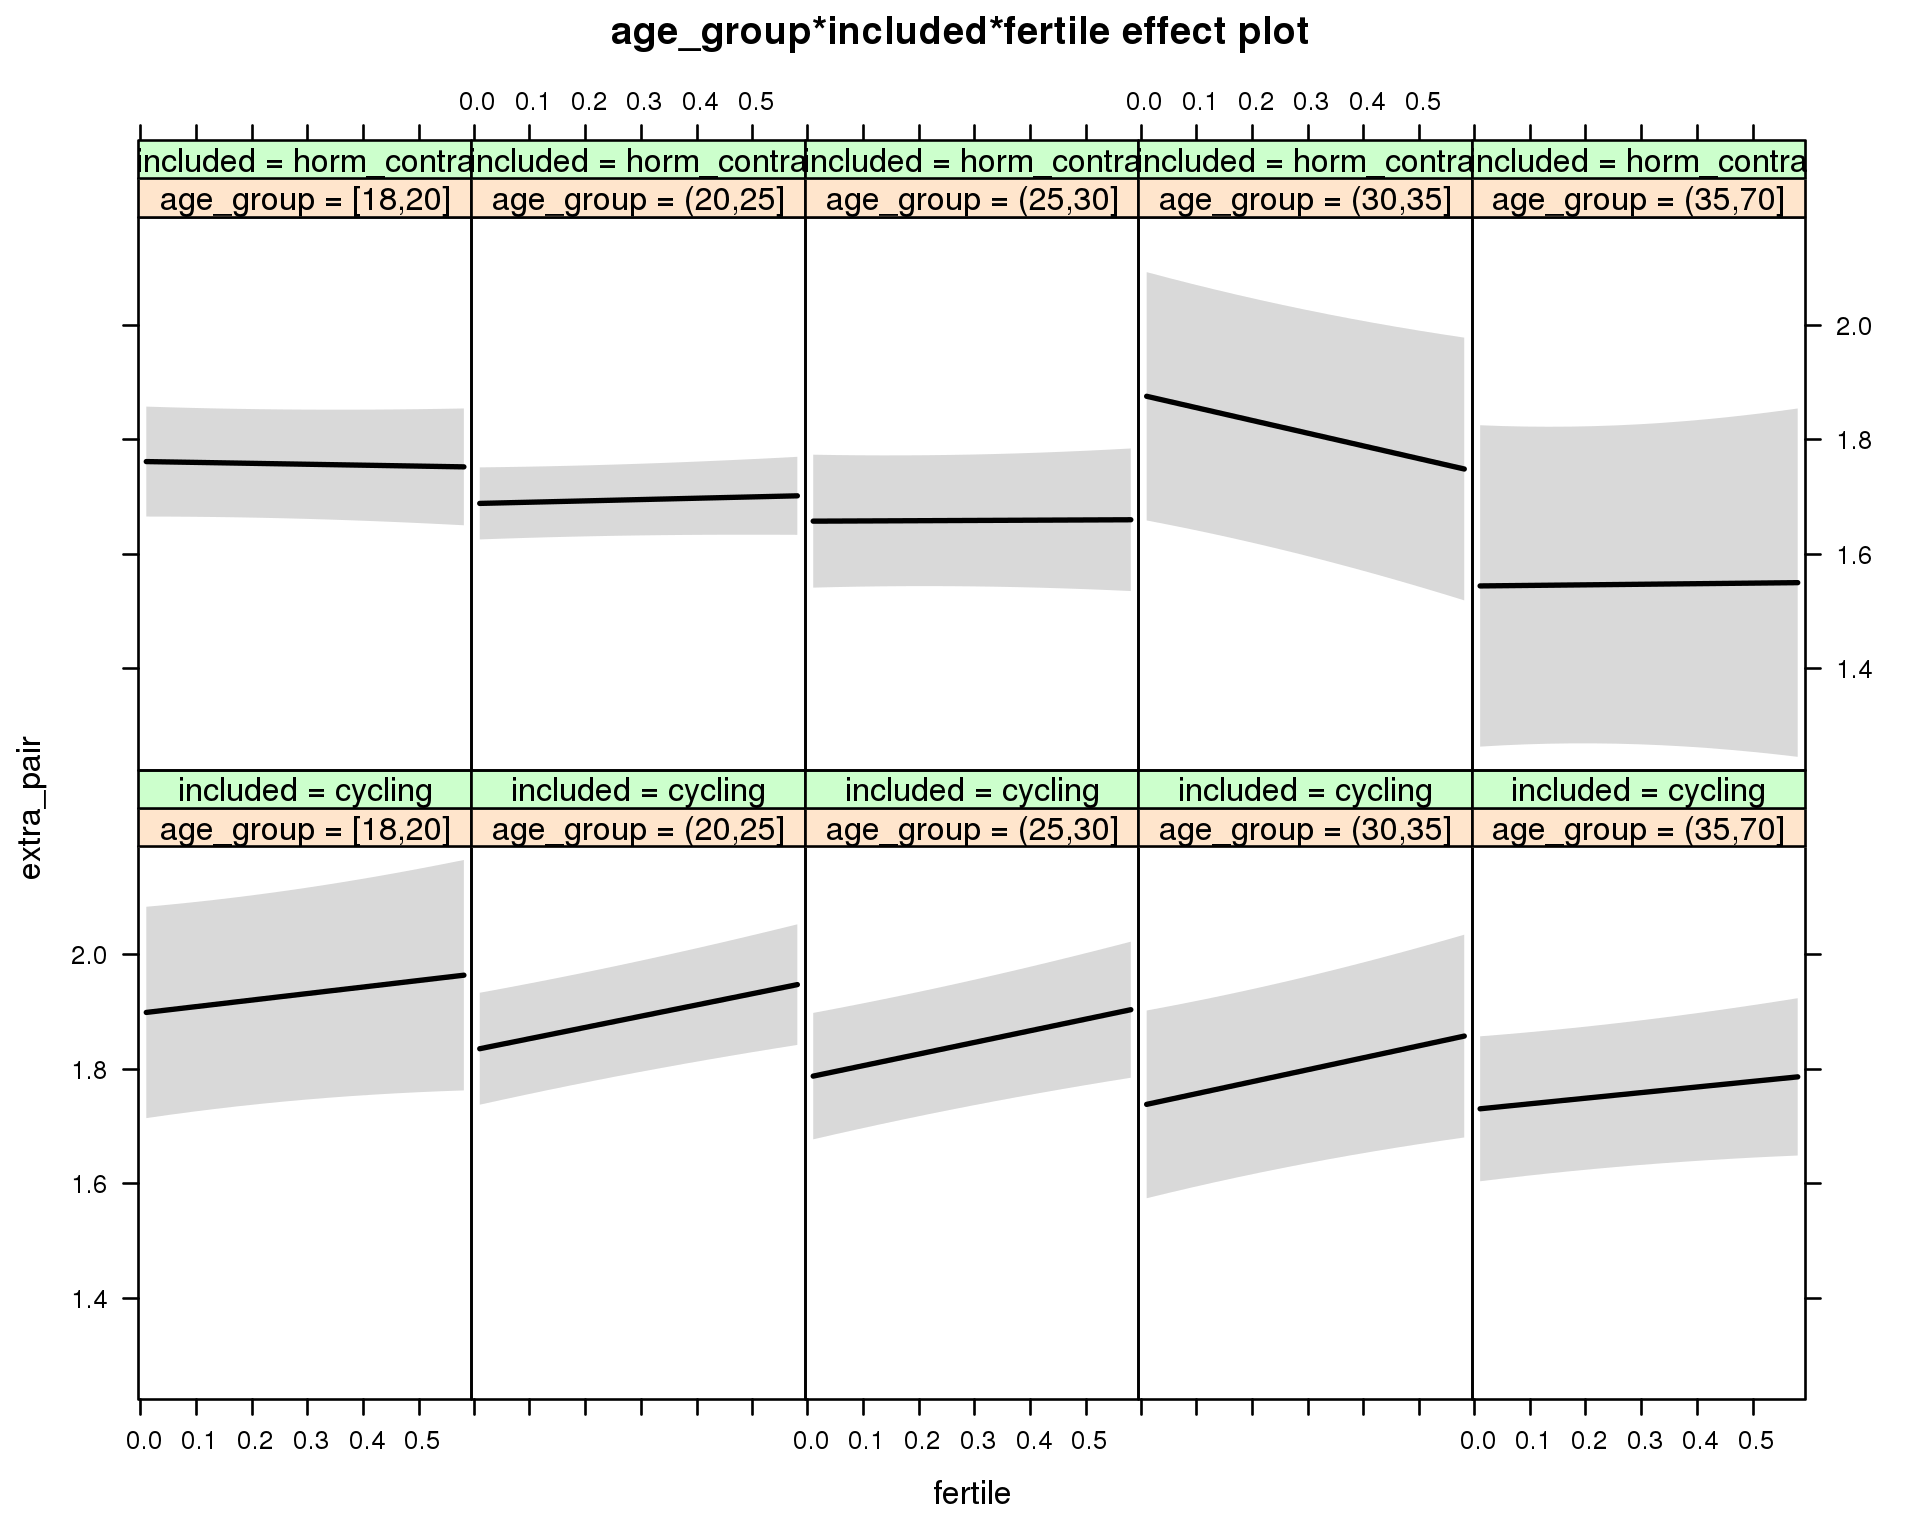 age_group*included*fertile effect plot
0.0 0.1 0.2 0.3 0.4 0.5 0.0 0.1 0.2 0.3 0.4 0.5
included = horm_contra included = horm_contra included = horm_contra included = horm_contra included = horm_contra
age_group = [18,20] age_group = (20,25] age_group = (25,30] age_group = (30,35] age_group = (35,70]
2.0
1.8
1.6
1.4
extra_pair
included = cycling included = cycling included = cycling included = cycling included = cycling
age_group = [18,20] age_group = (20,25] age_group = (25,30] age_group = (30,35] age_group = (35,70]
2.0
1.8
1.6
1.4
0.0 0.1 0.2 0.3 0.4 0.5 0.0 0.1 0.2 0.3 0.4 0.5 0.0 0.1 0.2 0.3 0.4 0.5
fertile